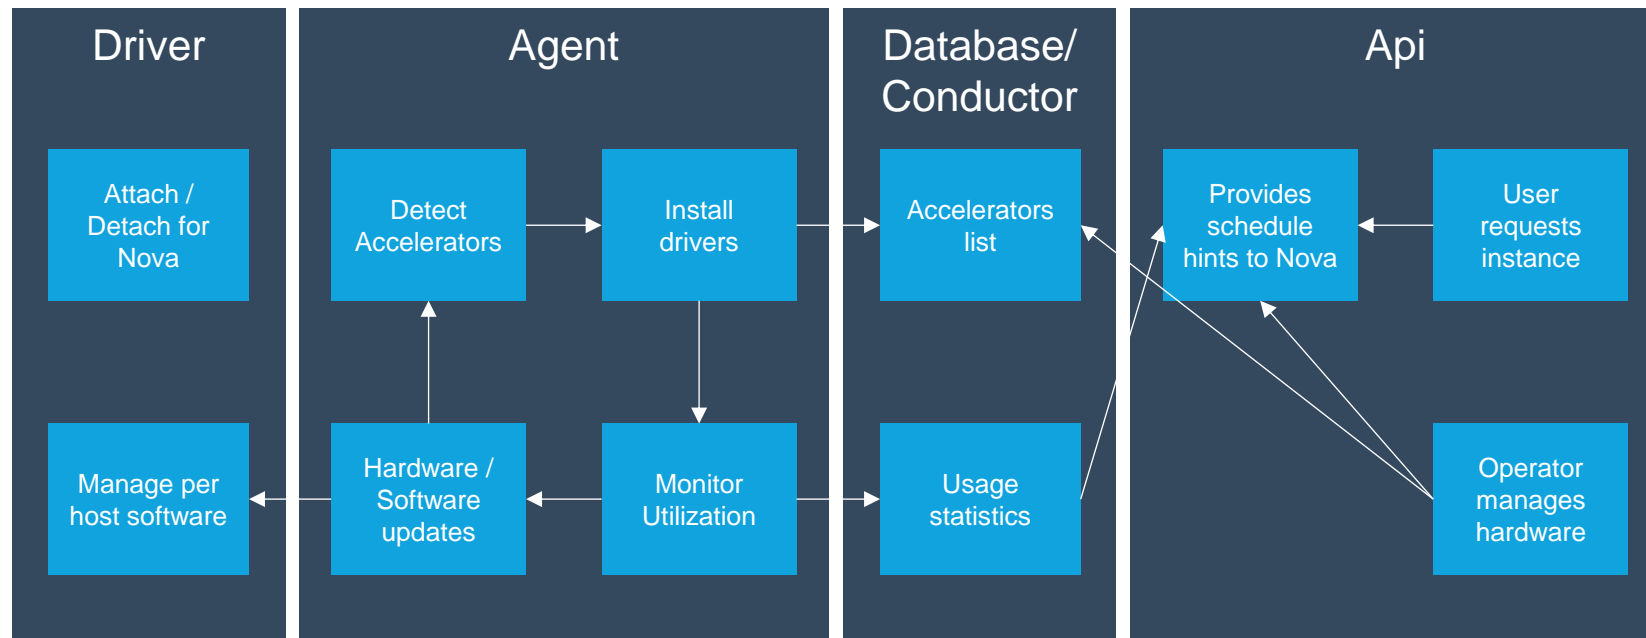 Driver
Agent
Database/
Conductor
Api
Attach /
Detach for
Nova
Detect
Accelerators
Install
drivers
Accelerators
list
Provides
schedule
hints to Nova
User
requests
instance
Manage per
host software
Hardware /
Software
updates
Monitor
Utilization
Usage
statistics
Operator
manages
hardware